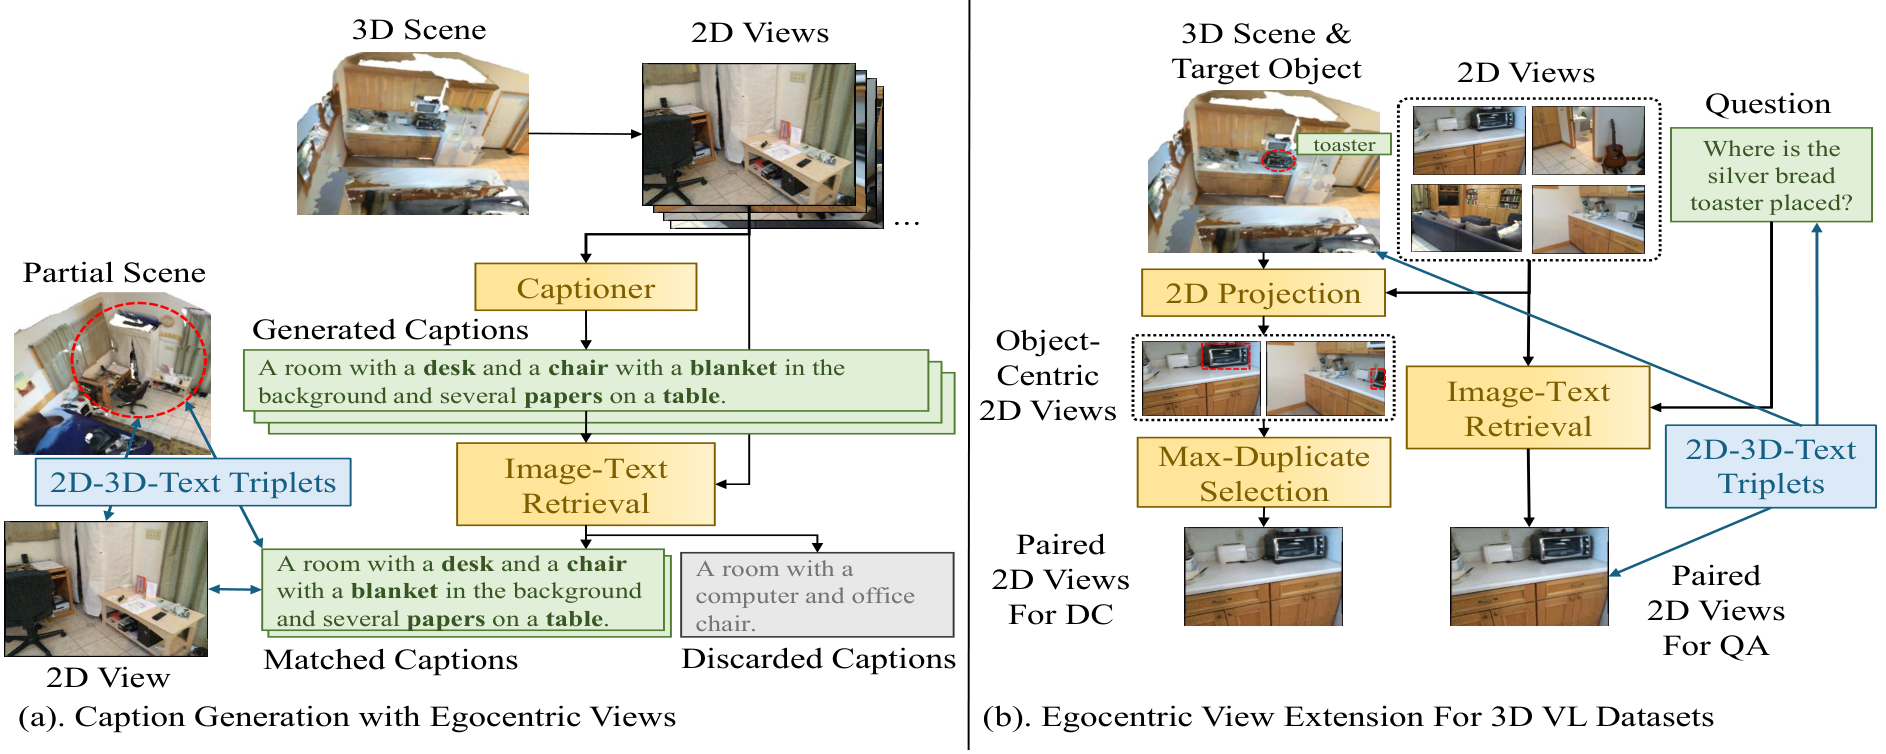 3D Scene
2D Views
...
Captioner
Partial Scene
Generated Captions
A room with a desk and a chair with a blanket in the
background and several papers on a table.
Image-Text
Retrieval
2D-3D-Text Triplets
A room with a desk and a chair
with a blanket in the background
and several papers on a table.
A room with a
computer and office
chair.
Matched Captions
Discarded Captions
2D View
(a). Caption Generation with Egocentric Views
3D Scene &
Target Object
2D Views
Question
toaster
Where is the
silver bread
toaster placed?
2D Projection
Object-
Centric
2D Views
Image-Text
Retrieval
Max-Duplicate
Selection
2D-3D-Text
Triplets
Paired
2D Views
For DC
Paired
2D Views
For QA
(b). Egocentric View Extension For 3D VL Datasets